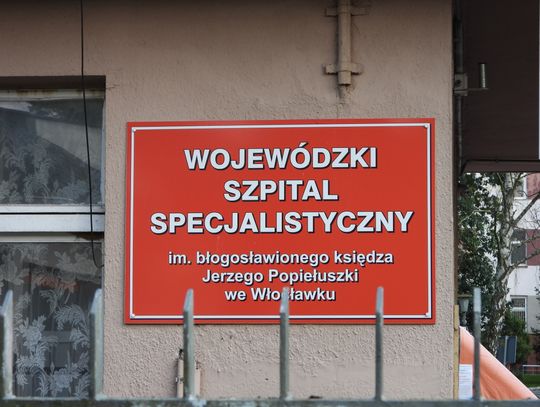 WOJEWÓDZKI
SZPITAL
SPECJALISTYCZNY
im. błogosławionego księdza
Jerzego Popiełuszki
we Włocławku